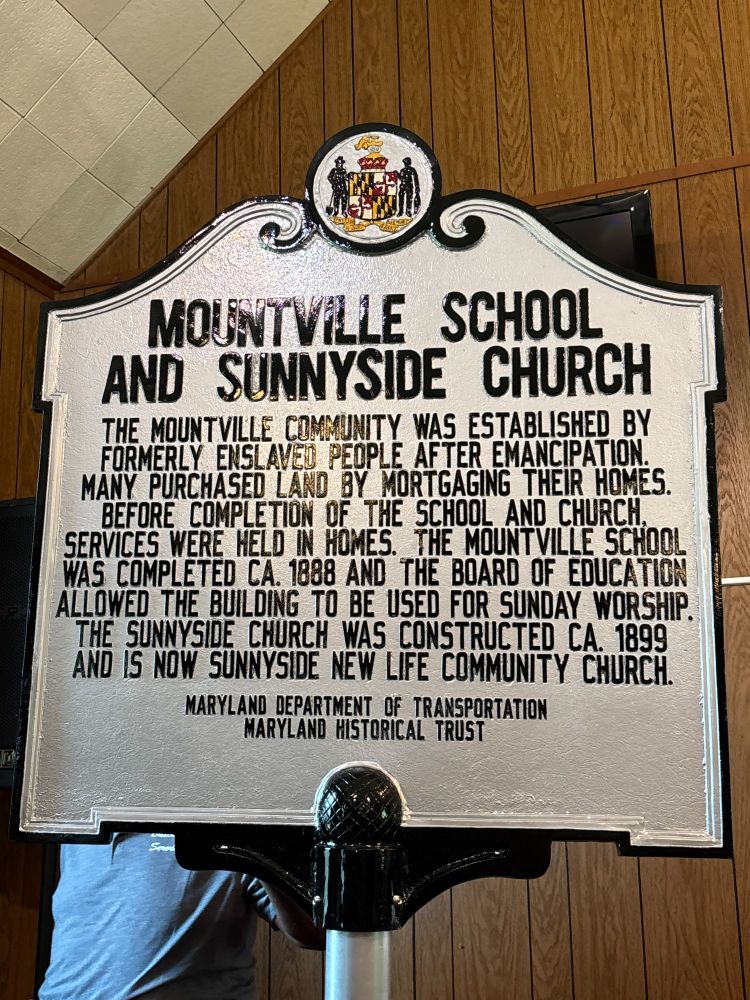 MOUNTVILLE SCHOOL
AND SUNNYSIDE CHURCH
THE MOUNTVILLE COMMUNITY WAS ESTABLISHED BY
FORMERLY ENSLAVED PEOPLE AFTER EMANCIPATION.
MANY PURCHASED LAND BY MORTGAGING THEIR HOMES.
BEFORE COMPLETION OF THE SCHOOL AND CHURCH,
SERVICES WERE HELD IN HOMES. THE MOUNTVILLE SCHOOL
WAS COMPLETED CA. 1888 AND THE BOARD OF EDUCATION
ALLOWED THE BUILDING TO BE USED FOR SUNDAY WORSHIP.
THE SUNNYSIDE CHURCH WAS CONSTRUCTED CA. 1899
AND IS NOW SUNNYSIDE NEW LIFE COMMUNITY CHURCH.
MARYLAND DEPARTMENT OF TRANSPORTATION
MARYLAND HISTORICAL TRUST